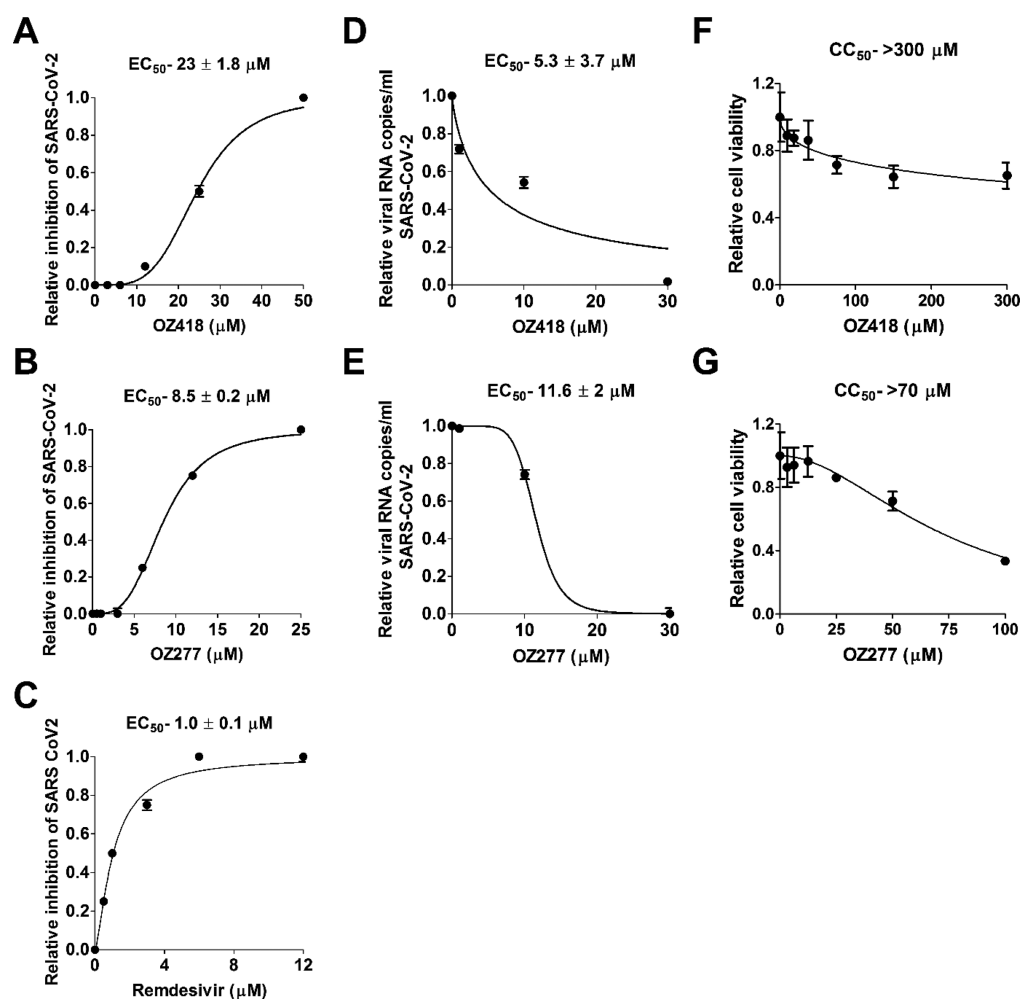 A
EC50- 23 ± 1.8 μM
Relative inhibition of SARS-CoV-2
1.0
0.8
0.6
0.4
0.2
0.0
0 10 20 30 40 50
OZ418 (μM)
D
EC50- 5.3 ± 3.7 μM
Relative viral RNA copies/ml
SARS-CoV-2
1.0
0.8
0.6
0.4
0.2
0.0
0 10 20 30
OZ418 (μM)
F
CC50- >300 μM
Relative cell viability
1.2
0.8
0.4
0.0
0 100 200 300
OZ418 (μM)
B
EC50- 8.5 ± 0.2 μM
Relative inhibition of SARS-CoV-2
1.0
0.8
0.6
0.4
0.2
0.0
0 5 10 15 20 25
OZ277 (μM)
E
EC50- 11.6 ± 2 μM
Relative viral RNA copies/ml
SARS-CoV-2
1.0
0.8
0.6
0.4
0.2
0.0
0 10 20 30
OZ277 (μM)
G
CC50- >70 μM
Relative cell viability
1.2
0.8
0.4
0.0
0 25 50 75 100
OZ277 (μM)
C
EC50- 1.0 ± 0.1 μM
Relative inhibition of SARS CoV2
1.0
0.8
0.6
0.4
0.2
0.0
0 4 8 12
Remdesivir (μM)